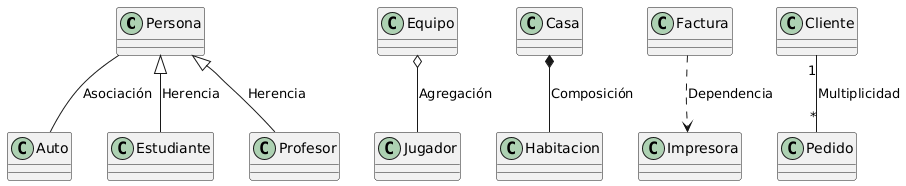 C Persona
C Equipo
C Casa
C Factura
C Cliente
1
Asociación
Herencia
Herencia
Agregación
Composición
Dependencia
Multiplicidad
*
C Auto
C Estudiante
C Profesor
C Jugador
C Habitacion
C Impresora
C Pedido